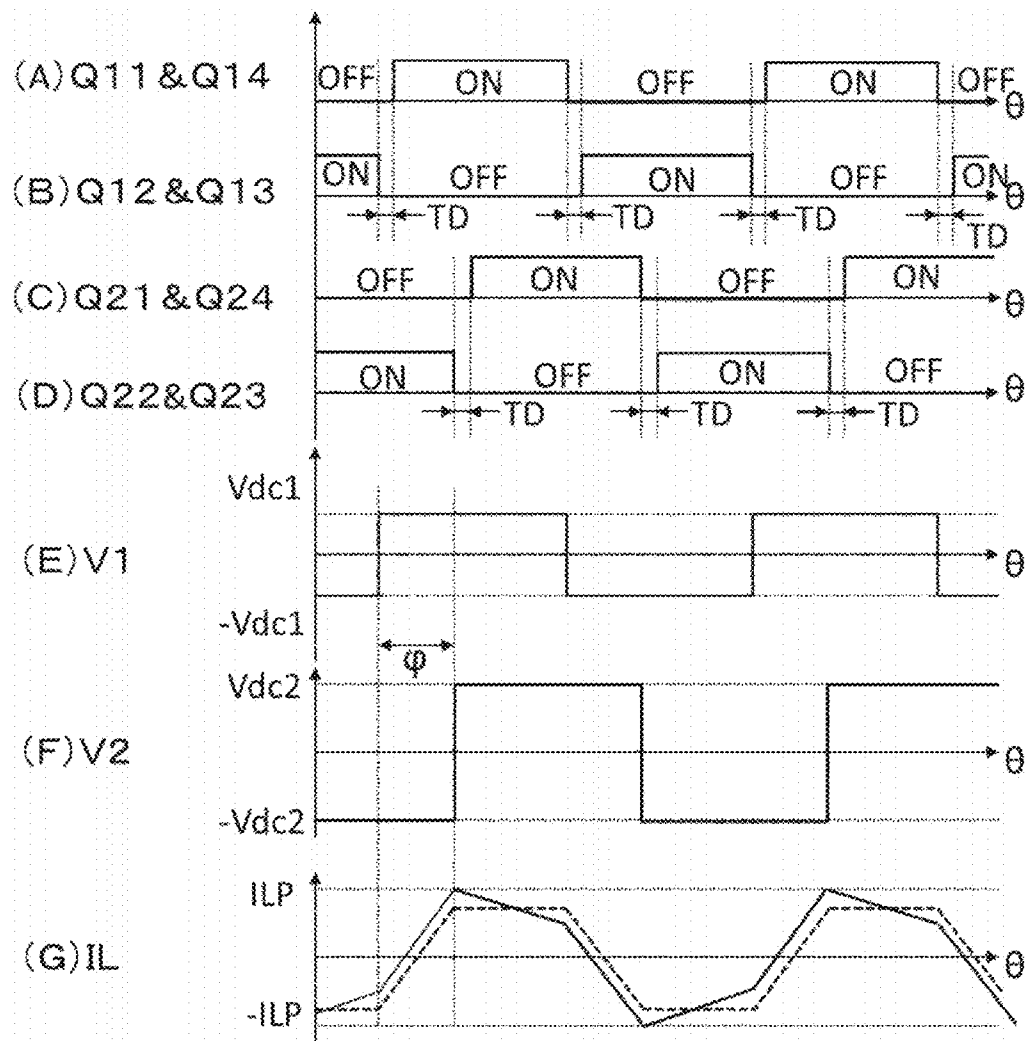 (A)Q11&Q14 OFF ON OFF ON OFF θ
(B)Q12&Q13 ON OFF ON OFF ON θ
TD TD TD TD
(C)Q21&Q24 OFF ON OFF ON θ
(D)Q22&Q23 ON OFF ON OFF θ
TD TD TD
Vdc1
(E)V1 θ
-Vdc1
φ
Vdc2
(F)V2 θ
-Vdc2
ILP
(G)IL θ
-ILP